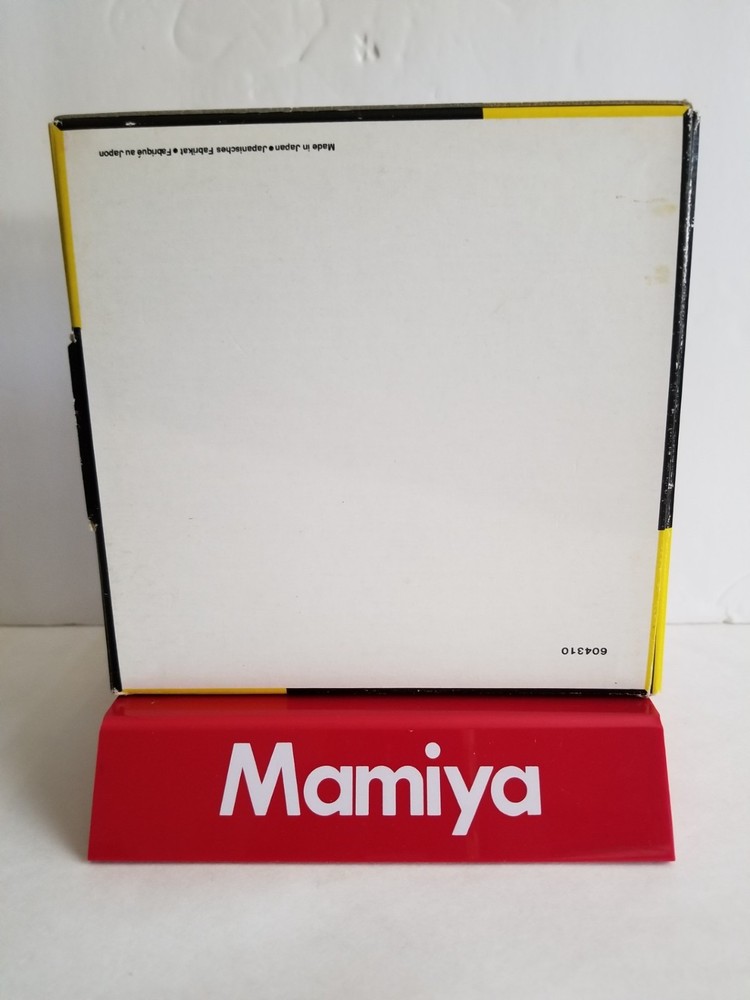 Made in Japan ● Japanisches Fabrikat ● Fabriqué au Japon
604310
Mamiya